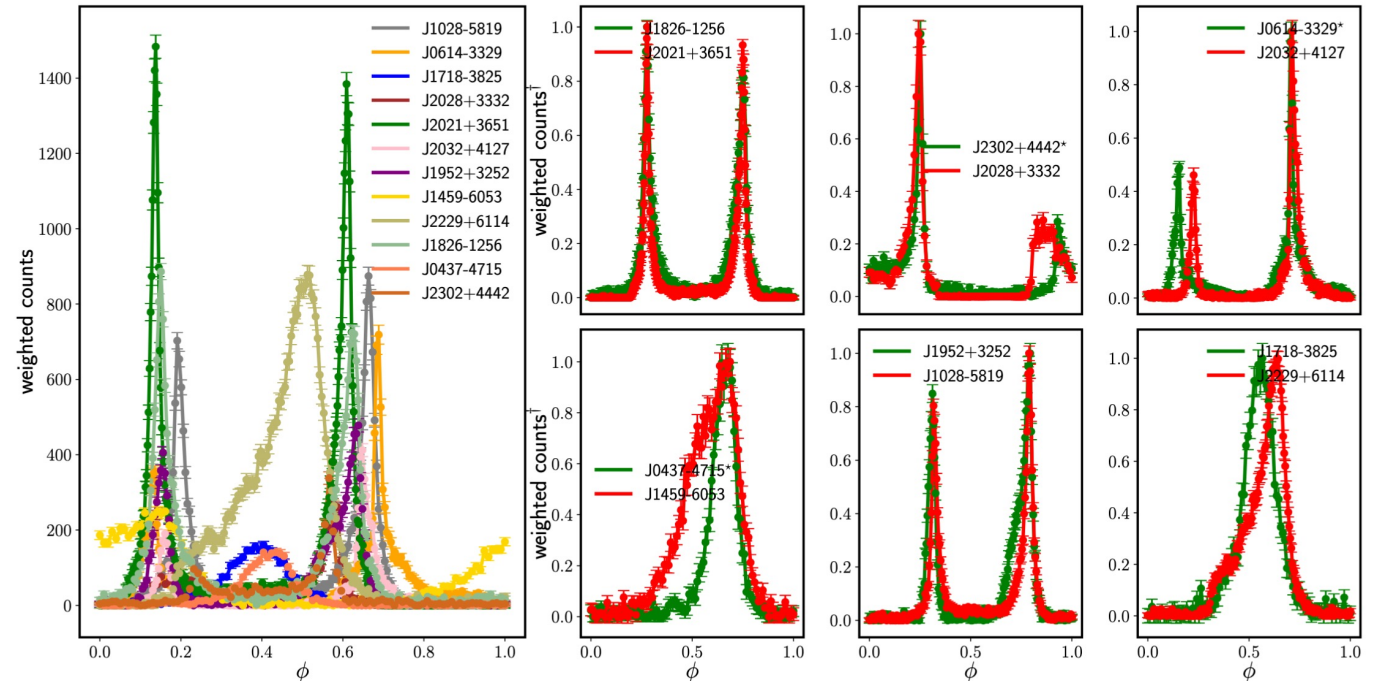 weighted counts
1400
1200
1000
800
600
400
200
0
0.0 0.2 0.4 0.6 0.8 1.0
ϕ
J1028-5819
J0614-3329
J1718-3825
J2028+3332
J2021+3651
J2032+4127
J1952+3252
J1459-6053
J2229+6114
J1826-1256
J0437-4715
J2302+4442
weighted counts†
1.0
0.8
0.6
0.4
0.2
0.0
J1826-1256
J2021+3651
1.0
0.8
0.6
0.4
0.2
0.0
J2302+4442*
J2028+3332
1.0
0.8
0.6
0.4
0.2
0.0
J0614-3329*
J2032+4127
weighted counts†
1.0
0.8
0.6
0.4
0.2
0.0
J0437-4715*
J1459-6053
0.0 0.5 1.0
ϕ
1.0
0.8
0.6
0.4
0.2
0.0
J1952+3252
J1028-5819
0.0 0.5 1.0
ϕ
1.0
0.8
0.6
0.4
0.2
0.0
J1718-3825
J2229+6114
0.0 0.5 1.0
ϕ